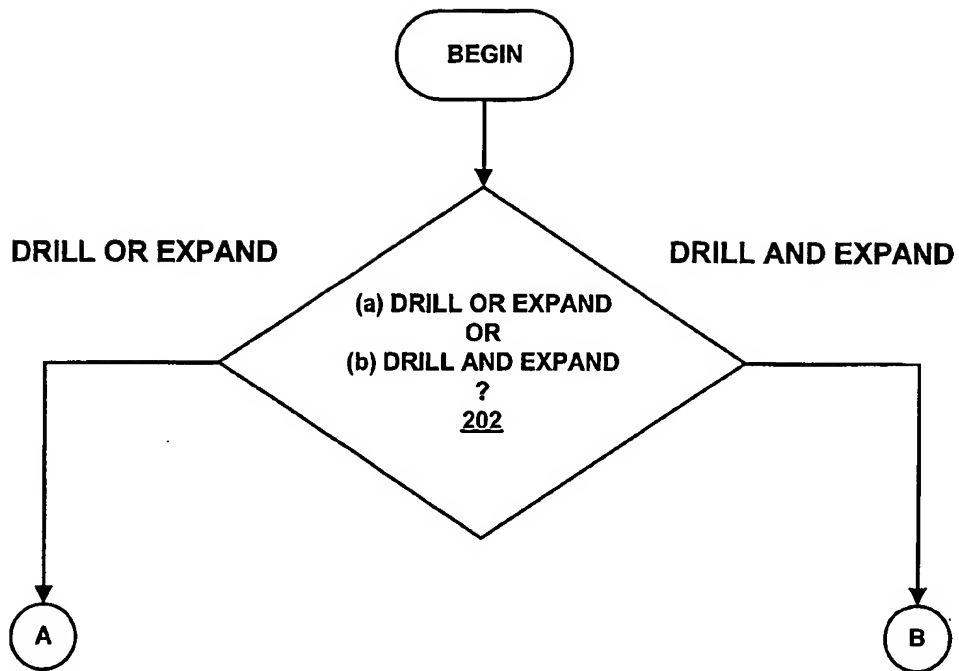 BEGIN
DRILL OR EXPAND
DRILL AND EXPAND
(a) DRILL OR EXPAND
OR
(b) DRILL AND EXPAND
?
202
A
B